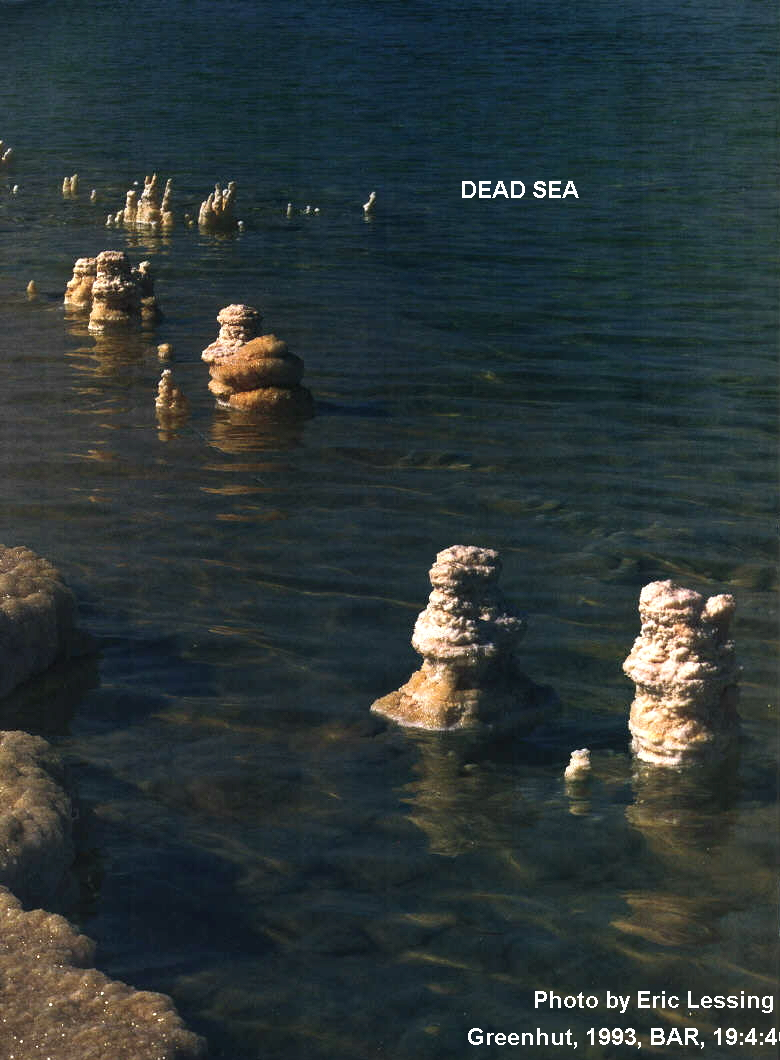 DEAD SEA
Photo by Eric Lessing
Greenhut, 1993, BAR, 19:4:4